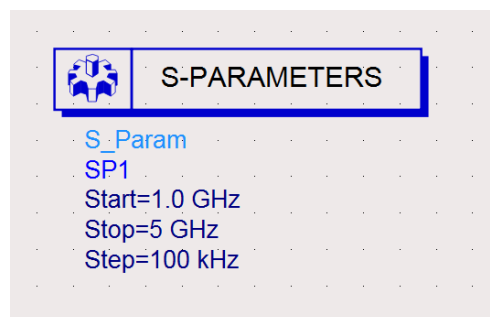 S-PARAMETERS
S_Param
SP1
Start=1.0 GHz
Stop=5 GHz
Step=100 kHz